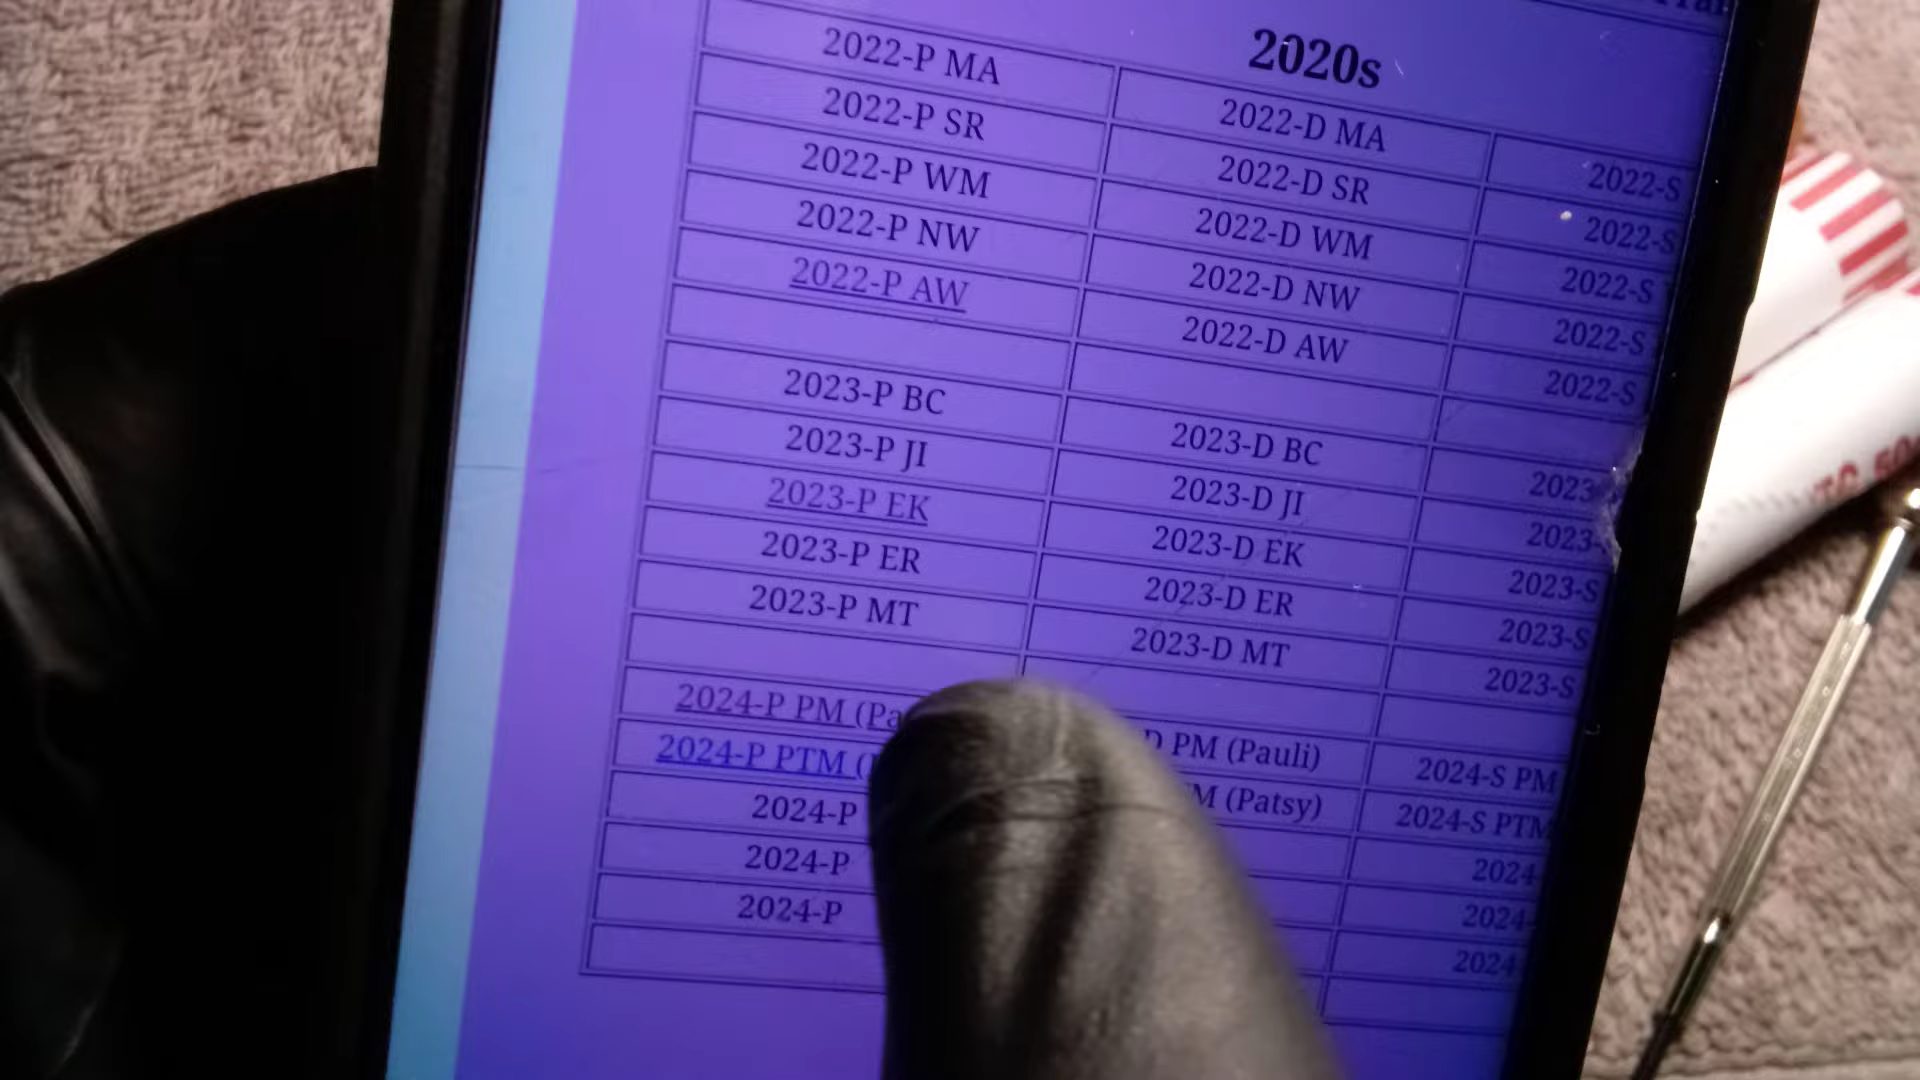 2020s
2022-P MA 2022-D MA 2022-S
2022-P SR 2022-D SR 2022-S
2022-P WM 2022-D WM 2022-S
2022-P NW 2022-D NW 2022-S
2022-P AW 2022-D AW 2022-S
2023-P BC 2023-D BC 2023-
2023-P JI 2023-D JI 2023-
2023-P EK 2023-D EK 2023-S
2023-P ER 2023-D ER 2023-S
2023-P MT 2023-D MT 2023-S
2024-P PM (Pa D PM (Pauli) 2024-S PM
2024-P PTM ( M (Patsy) 2024-S PTM
2024-P 2024-
2024-P 2024-
2024-P 2024